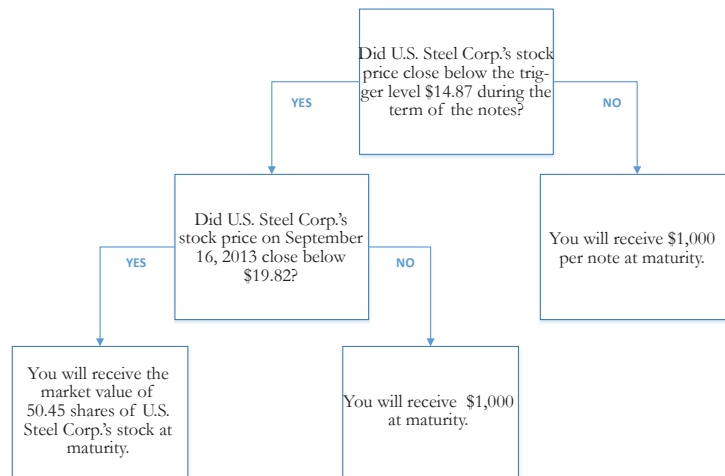 Did U.S. Steel Corp.'s stock
price close below the trig-
ger level $14.87 during the
term of the notes?
YES
NO
Did U.S. Steel Corp.'s
stock price on September
16, 2013 close below
$19.82?
You will receive $1,000
per note at maturity.
YES
NO
You will receive the
market value of
50.45 shares of U.S.
Steel Corp.'s stock at
maturity.
You will receive $1,000
at maturity.